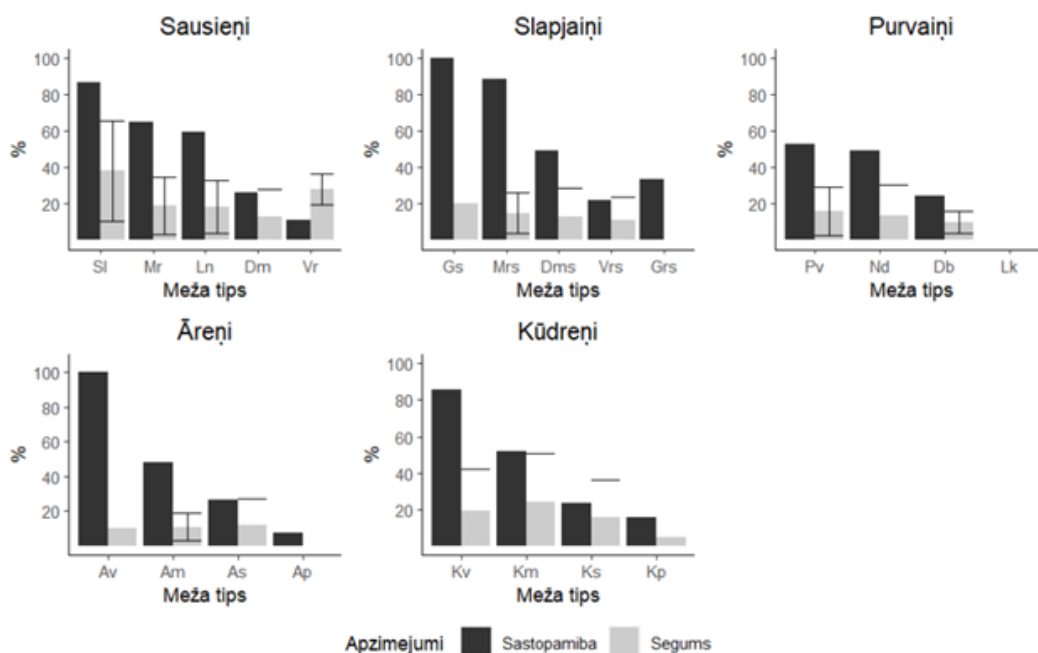 Sausieņi
%
100
80
60
40
20
Sl Mr Ln Dm Vr
Meža tips
Slapjaiņi
%
100
80
60
40
20
Gs Mrs Dms Vrs Grs
Meža tips
Purvaiņi
%
100
80
60
40
20
Pv Nd Db Lk
Meža tips
Āreņi
%
100
80
60
40
20
Av Am As Ap
Meža tips
Kūdreņi
%
100
80
60
40
20
Kv Km Ks Kp
Meža tips
Apzimejumi Sastopamiba Segums